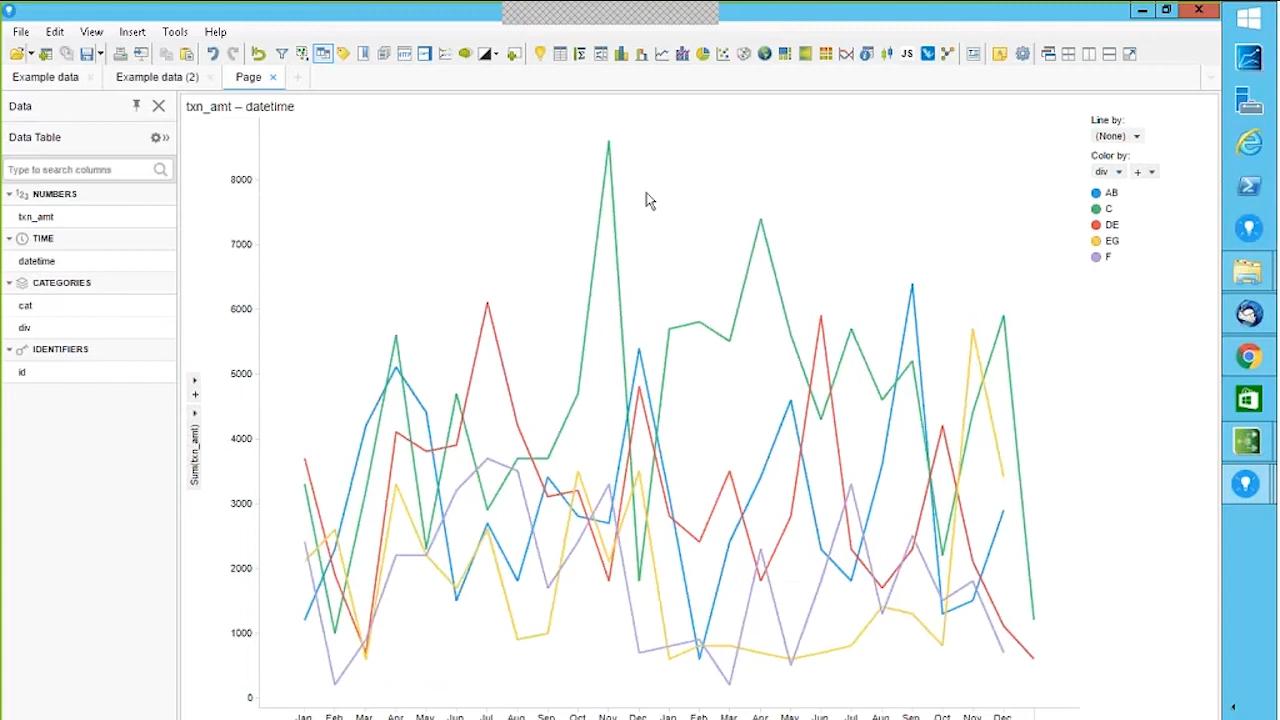 File Edit View Insert Tools Help
HTTP JS
Example data Example data (2) Page
Data
Data Table
Type to search columns
NUMBERS
txn_amt
TIME
datetime
CATEGORIES
cat
div
IDENTIFIERS
id
txn_amt – datetime
8000
7000
6000
5000
4000
3000
2000
1000
0
Sum(txn_amt)
Jan Feb Mar Apr May Jun Jul Aug Sep Oct Nov Dec Jan Feb Mar Apr May Jun Jul Aug Sep Oct Nov Dec
Line by:
(None)
Color by:
div
AB
C
DE
EG
F